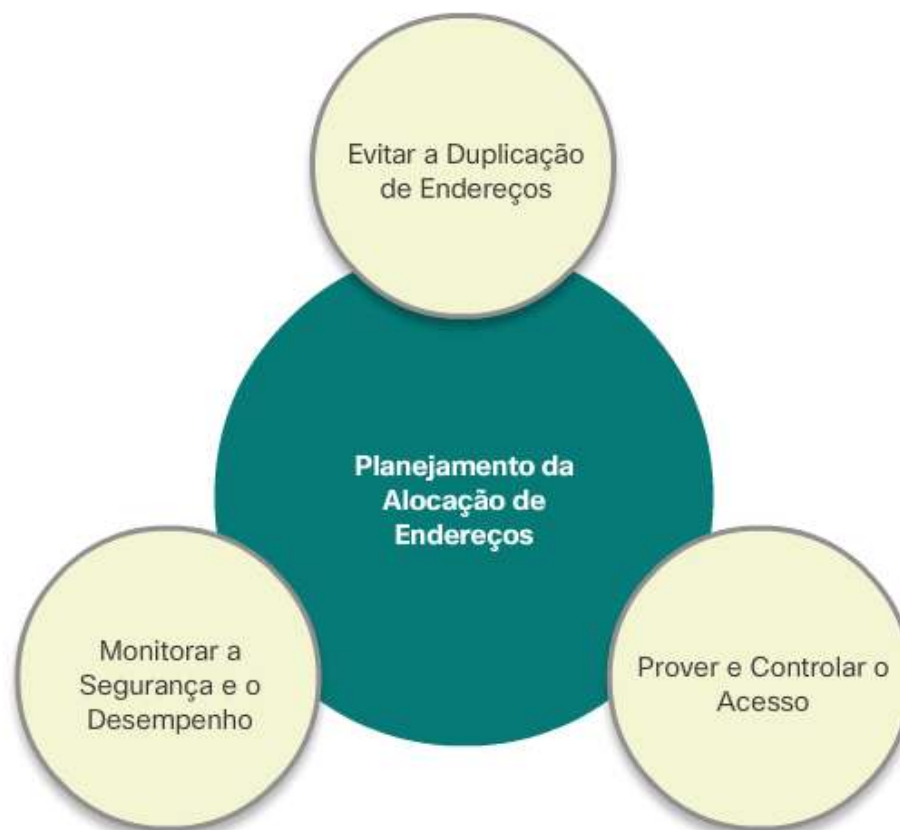 Evitar a Duplicação
de Endereços
Planejamento da
Alocação de
Endereços
Monitorar a
Segurança e o
Desempenho
Prover e Controlar o
Acesso